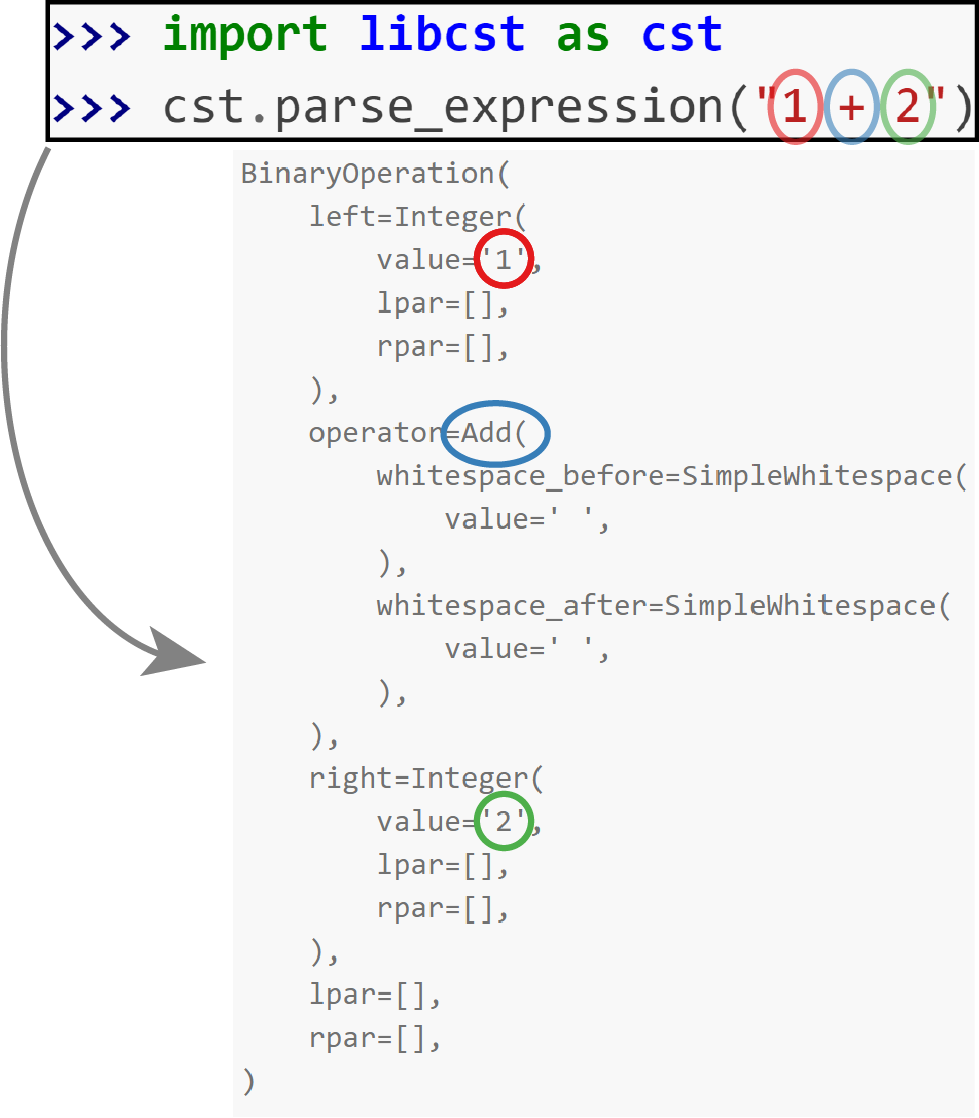 >>> import libcst as cst
>>> cst.parse_expression("1 + 2")
BinaryOperation(
    left=Integer(
        value='1',
        lpar=[],
        rpar=[],
    ),
    operator=Add(
        whitespace_before=SimpleWhitespace(
            value=' ',
        ),
        whitespace_after=SimpleWhitespace(
            value=' ',
        ),
    ),
    right=Integer(
        value='2',
        lpar=[],
        rpar=[],
    ),
    lpar=[],
    rpar=[],
)